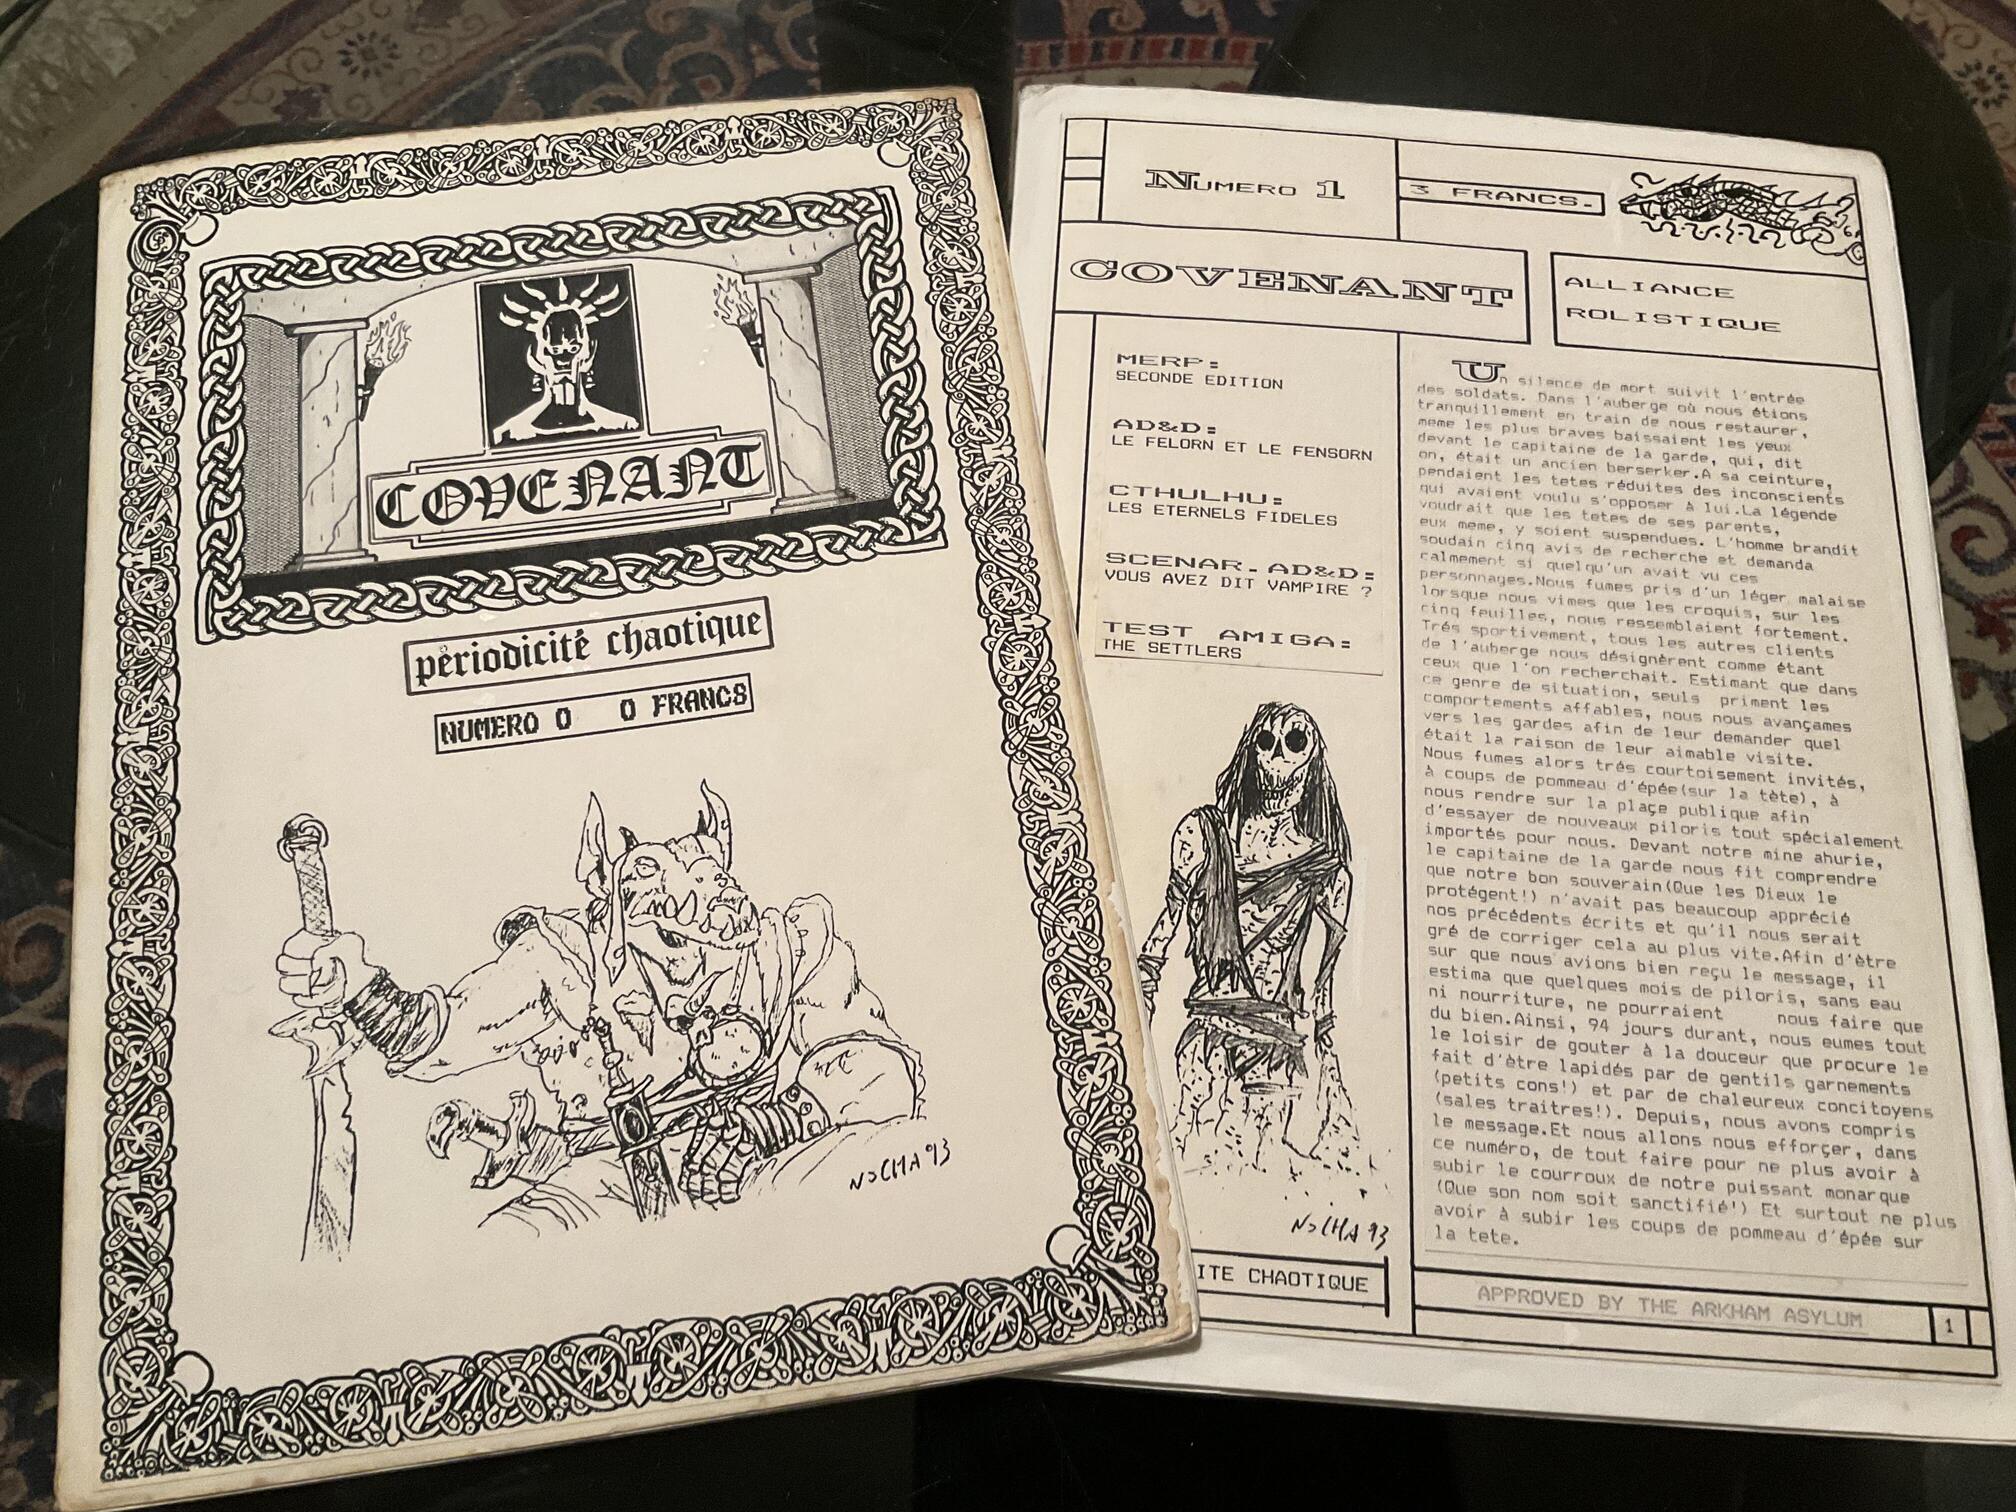 COVENANT
périodicité chaotique
NUMERO 0 0 FRANCS
NUMERO 1
3 FRANCS.
COVENANT
ALLIANCE
ROLISTIQUE
MERP:
SECONDE EDITION
AD&D:
LE FELORN ET LE FENSORN
CTHULHU:
LES ETERNELS FIDELES
SCENAR. AD&D:
VOUS AVEZ DIT VAMPIRE ?
TEST AMIGA:
THE SETTLERS
Un silence de mort suivit l'entrée
des soldats. Dans l'auberge où nous étions
tranquillement en train de nous restaurer,
meme les plus braves baissaient les yeux
devant le capitaine de la garde, qui, dit
on, était un ancien berserker.A sa ceinture,
pendaient les tetes réduites des inconscients
qui avaient voulu s'opposer à lui.La légende
voudrait que les tetes de ses parents,
eux meme, y soient suspendues. L'homme brandit
soudain cinq avis de recherche et demanda
calmement si quelqu'un avait vu ces
personnages.Nous fumes pris d'un léger malaise
lorsque nous vimes que les croquis, sur les
cinq feuilles, nous ressemblaient fortement.
Trés sportivement, tous les autres clients
de l'auberge nous désignèrent comme étant
ceux que l'on recherchait. Estimant que dans
ce genre de situation, seuls priment les
comportements affables, nous nous avançames
vers les gardes afin de leur demander quel
était la raison de leur aimable visite.
Nous fumes alors trés courtoisement invités,
à coups de pommeau d'épée(sur la tète), à
nous rendre sur la plaçe publique afin
d'essayer de nouveaux piloris tout spécialement
importés pour nous. Devant notre mine ahurie,
le capitaine de la garde nous fit comprendre
que notre bon souverain(Que les Dieux le
protégent!) n'avait pas beaucoup apprécié
nos précédents écrits et qu'il nous serait
gré de corriger cela au plus vite.Afin d'ètre
sur que nous avions bien reçu le message, il
estima que quelques mois de piloris, sans eau
ni nourriture, ne pourraient nous faire que
du bien.Ainsi, 94 jours durant, nous eumes tout
le loisir de gouter à la douceur que procure le
fait d'ètre lapidés par de gentils garnements
(petits cons!) et par de chaleureux concitoyens
(sales traitres!). Depuis, nous avons compris
le message.Et nous allons nous efforçer, dans
ce numéro, de tout faire pour ne plus avoir à
subir le courroux de notre puissant monarque
(Que son nom soit sanctifié!) Et surtout ne plus
avoir à subir les coups de pommeau d'épée sur
la tete.
NOCMA 93
NOCMA 93
ITE CHAOTIQUE
APPROVED BY THE ARKHAM ASYLUM
1